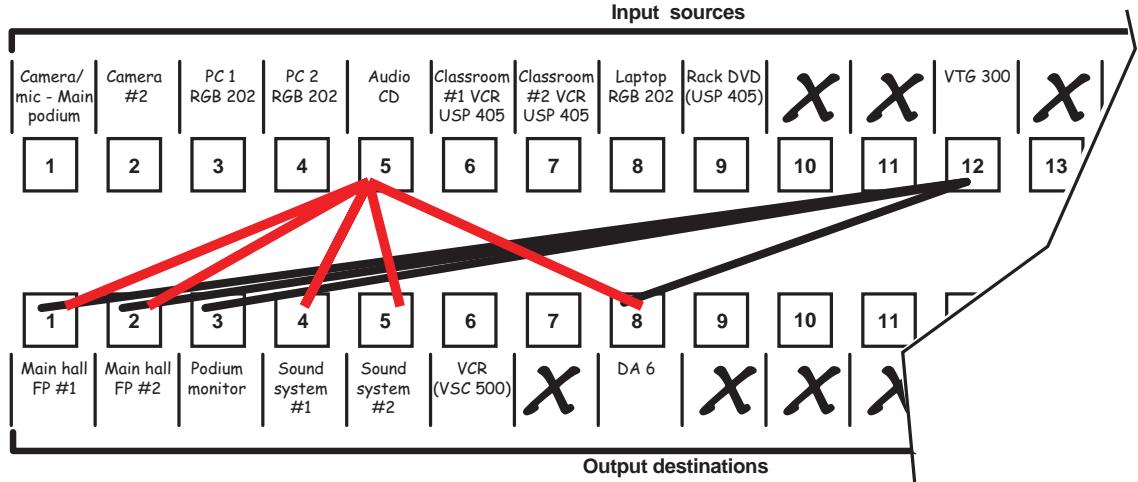 Input sources
Camera/
mic - Main
podium
Camera
#2
PC 1
RGB 202
PC 2
RGB 202
Audio
CD
Classroom
#1 VCR
USP 405
Classroom
#2 VCR
USP 405
Laptop
RGB 202
Rack DVD
(USP 405)
X
X
VTG 300
X
1 2 3 4 5 6 7 8 9 10 11 12 13
1 2 3 4 5 6 7 8 9 10 11
Main hall
FP #1
Main hall
FP #2
Podium
monitor
Sound
system
#1
Sound
system
#2
VCR
(VSC 500)
X
DA 6
X
X
X
Output destinations